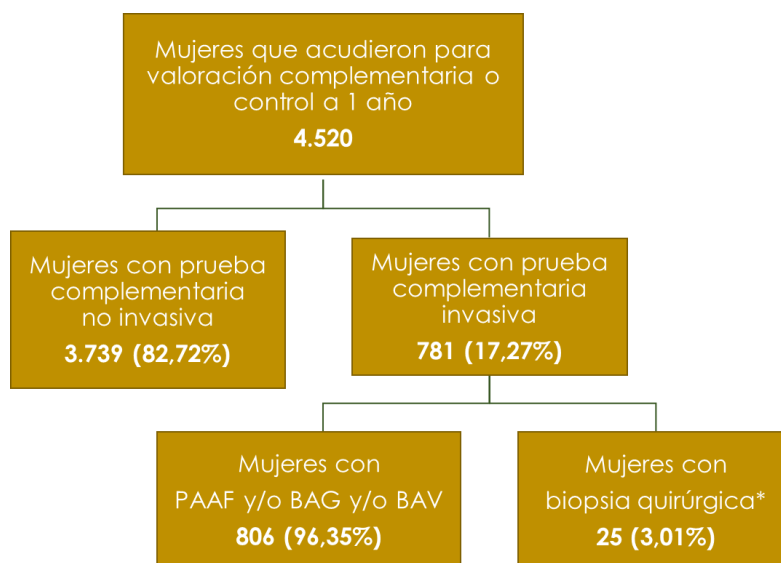 Mujeres que acudieron para
valoración complementaria o
control a 1 año
4.520
Mujeres con prueba
complementaria
no invasiva
3.739 (82,72%)
Mujeres con prueba
complementaria
invasiva
781 (17,27%)
Mujeres con
PAAF y/o BAG y/o BAV
806 (96,35%)
Mujeres con
biopsia quirúrgica*
25 (3,01%)